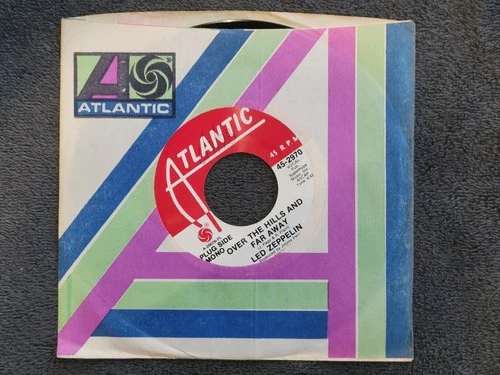 ATLANTIC
ATLANTIC
45 R.P.M.
45-2970
PLUG SIDE
MONO
OVER THE HILLS AND
FAR AWAY
LED ZEPPELIN